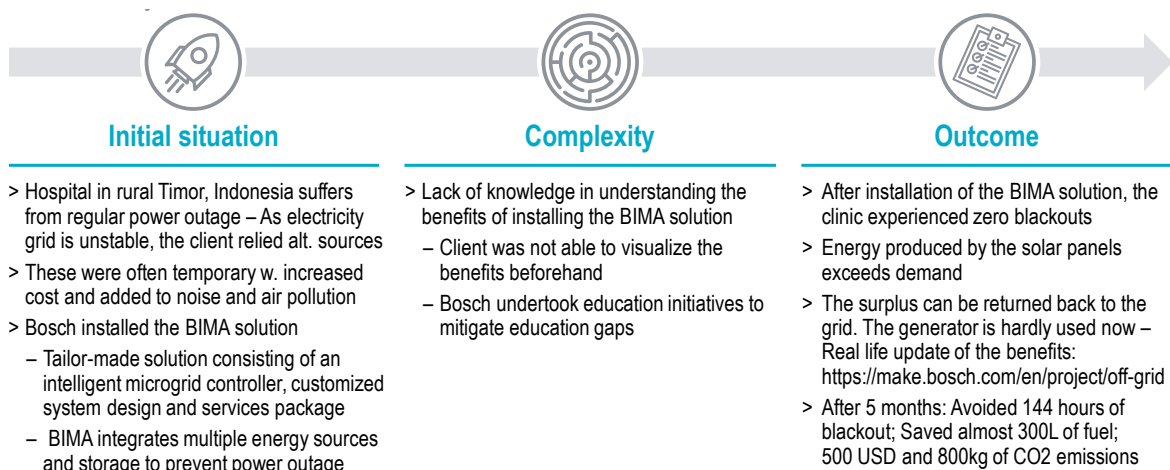 Initial situation
> Hospital in rural Timor, Indonesia suffers
from regular power outage – As electricity
grid is unstable, the client relied alt. sources
> These were often temporary w. increased
cost and added to noise and air pollution
> Bosch installed the BIMA solution
– Tailor-made solution consisting of an
intelligent microgrid controller, customized
system design and services package
– BIMA integrates multiple energy sources
and storage to prevent power outage
Complexity
> Lack of knowledge in understanding the
benefits of installing the BIMA solution
– Client was not able to visualize the
benefits beforehand
– Bosch undertook education initiatives to
mitigate education gaps
Outcome
> After installation of the BIMA solution, the
clinic experienced zero blackouts
> Energy produced by the solar panels
exceeds demand
> The surplus can be returned back to the
grid. The generator is hardly used now –
Real life update of the benefits:
https://make.bosch.com/en/project/off-grid
> After 5 months: Avoided 144 hours of
blackout; Saved almost 300L of fuel;
500 USD and 800kg of CO2 emissions